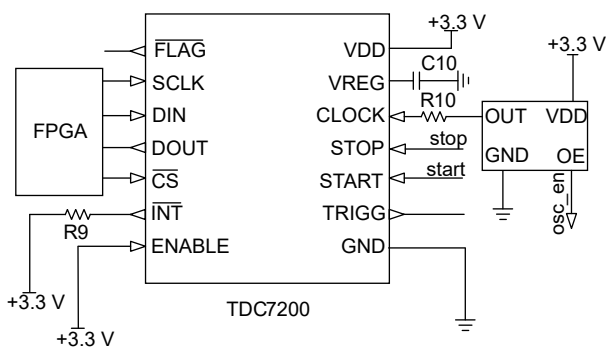 +3.3 V
FLAG
VDD
C10
+3.3 V
SCLK
VREG
R10
FPGA
DIN
CLOCK
OUT
VDD
DOUT
STOP
stop
GND
OE
CS
START
start
INT
TRIGG
osc_en
R9
ENABLE
GND
+3.3 V
TDC7200
+3.3 V